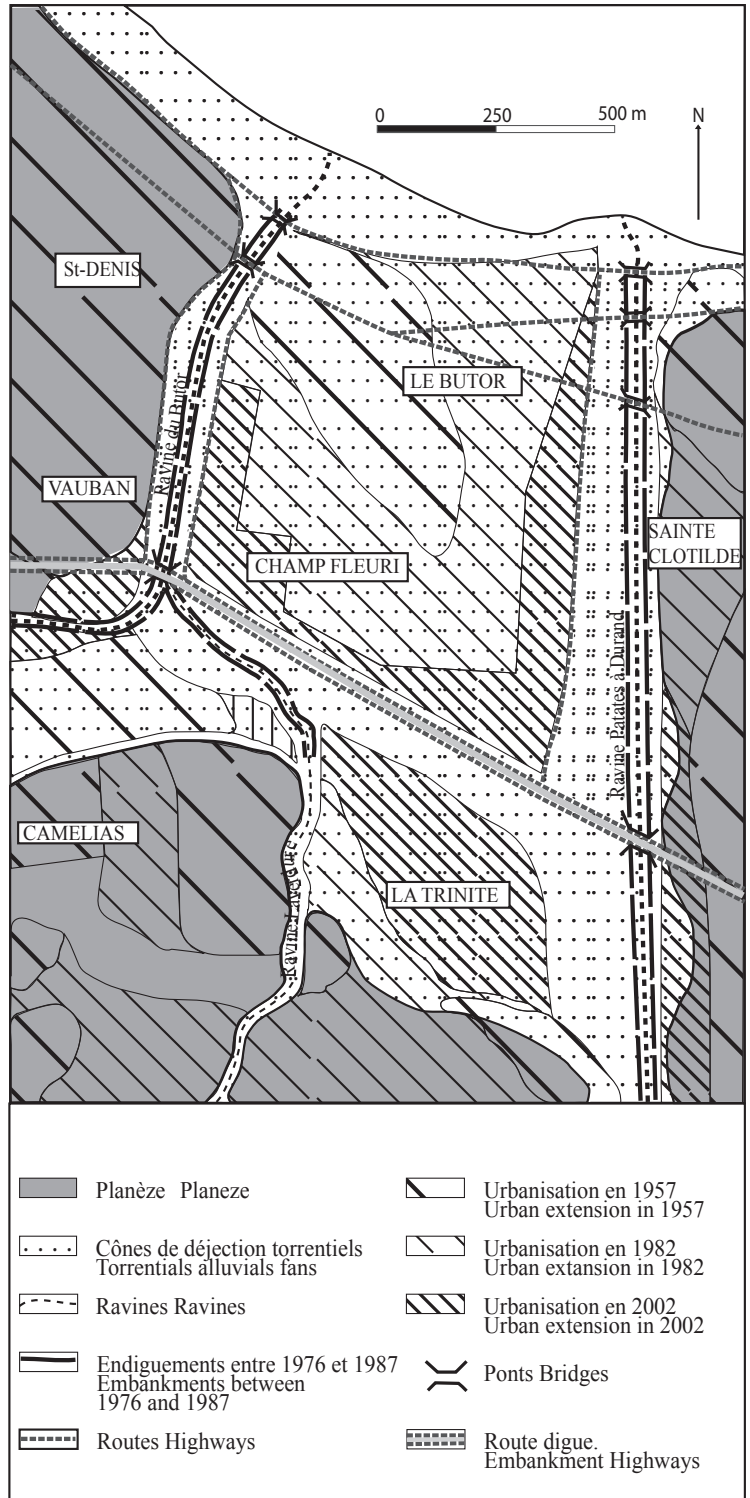 0 250 500 m N
St-DENIS
LE BUTOR
Ravine du Butor
VAUBAN
SAINTE
CLOTILDE
CHAMP FLEURI
Ravine Patates à Durand
CAMELIAS
LA TRINITE
Ravine Laverdure
Planèze Planeze
Cônes de déjection torrentiels
Torrentials alluvials fans
Ravines Ravines
Endiguements entre 1976 et 1987
Embankments between
1976 and 1987
Routes Highways
Urbanisation en 1957
Urban extension in 1957
Urbanisation en 1982
Urban extansion in 1982
Urbanisation en 2002
Urban extension in 2002
Ponts Bridges
Route digue.
Embankment Highways